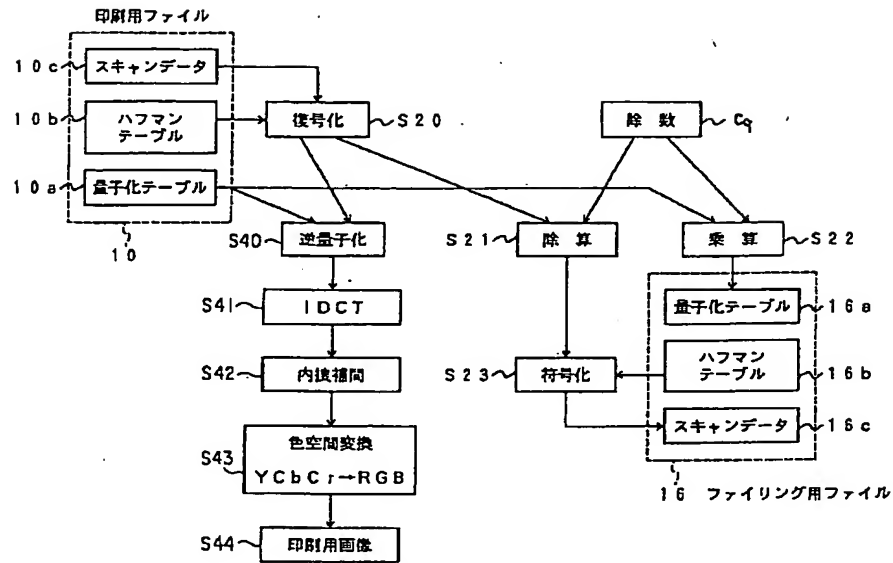 印刷用ファイル
10c
スキャンデータ
10b
ハフマン
テーブル
復号化
S20
除数
Cq
10a
量子化テーブル
10
S40
逆量子化
S21
除算
乗算
S22
S41
IDCT
量子化テーブル
16a
S42
内挿補間
S23
符号化
ハフマン
テーブル
16b
スキャンデータ
16c
S43
色空間変換
YCbCr→RGB
16 ファイリング用ファイル
S44
印刷用画像